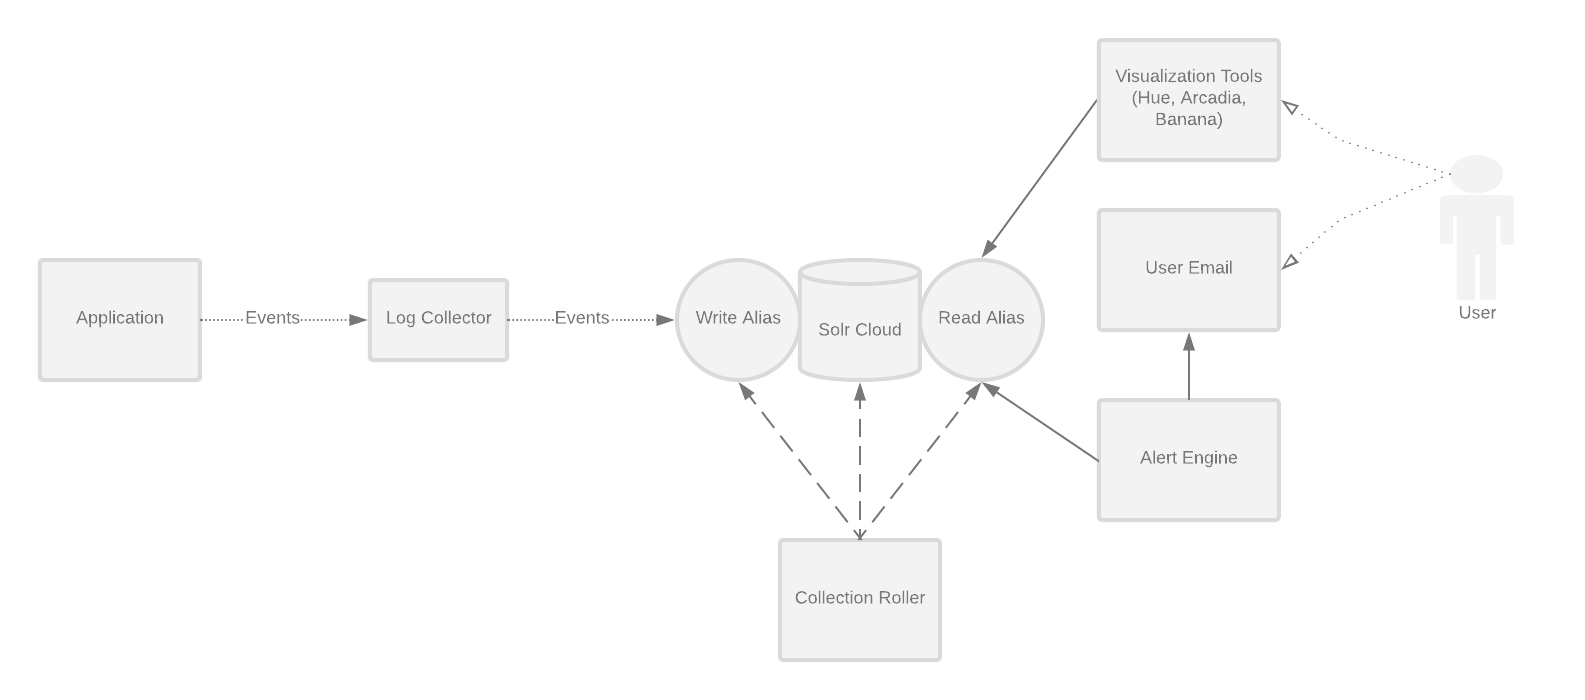 Application
Events
Log Collector
Events
Write Alias
Solr Cloud
Read Alias
Collection Roller
Visualization Tools
(Hue, Arcadia,
Banana)
User Email
Alert Engine
User